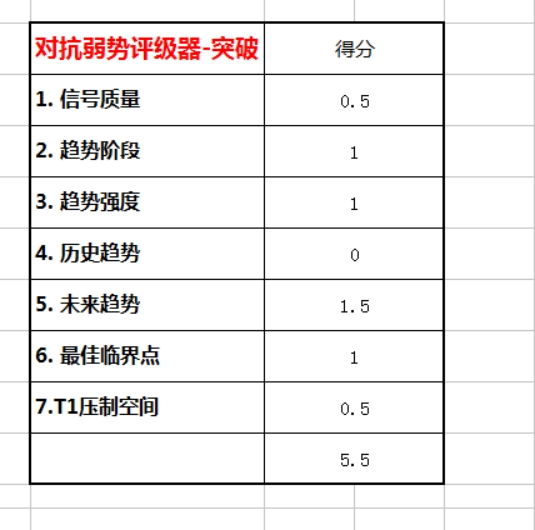 对抗弱势评级器-突破 得分
1. 信号质量 0.5
2. 趋势阶段 1
3. 趋势强度 1
4. 历史趋势 0
5. 未来趋势 1.5
6. 最佳临界点 1
7.T1压制空间 0.5
5.5